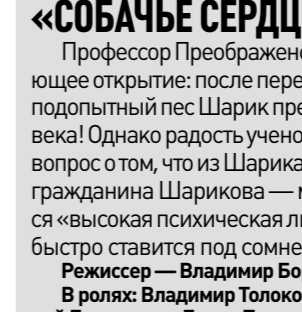 «СОБАЧЬЕ СЕРДЦ
Профессор Преображено
ющее открытие: после пере
подопытный пес Шарик пре
века! Однако радость учено
вопрос о том, что из Шарика
гражданина Шарикова — м
ся «высокая психическая ли
быстро ставится под сомне
Режиссер — Владимир Бо
В ролях: Владимир Толоко